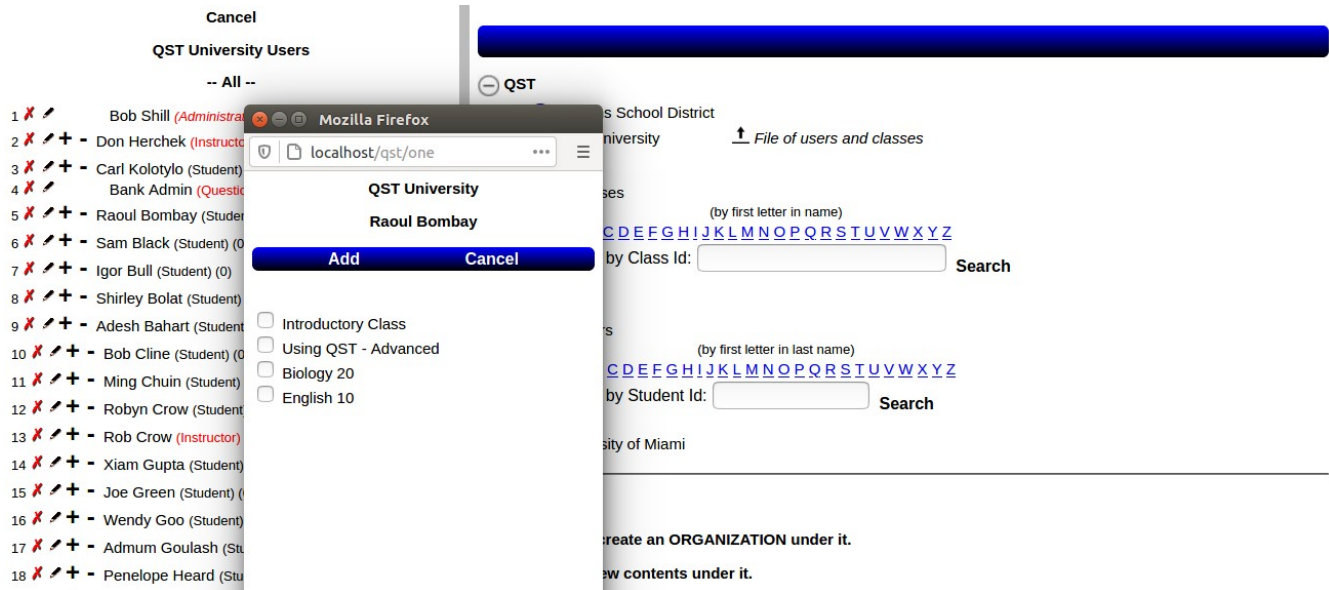 Cancel
QST University Users
-- All --
1 Bob Shill (Administra
2 + - Don Herchek (Instructo
3 + - Carl Kolotylo (Student)
4 Bank Admin (Questio
5 + - Raoul Bombay (Studen
6 + - Sam Black (Student) (0
7 + - Igor Bull (Student) (0)
8 + - Shirley Bolat (Student)
9 + - Adesh Bahart (Student
10 + - Bob Cline (Student) (0
11 + - Ming Chuin (Student)
12 + - Robyn Crow (Student
13 + - Rob Crow (Instructor)
14 + - Xiam Gupta (Student)
15 + - Joe Green (Student) (
16 + - Wendy Goo (Student)
17 + - Admum Goulash (Stu
18 + - Penelope Heard (Stu
Mozilla Firefox
localhost/qst/one
QST University
Raoul Bombay
Add Cancel
Introductory Class
Using QST - Advanced
Biology 20
English 10
QST
s School District
niversity File of users and classes
ses
(by first letter in name)
C D E F G H I J K L M N O P Q R S T U V W X Y Z
by Class Id: Search
rs
(by first letter in last name)
C D E F G H I J K L M N O P Q R S T U V W X Y Z
by Student Id: Search
sity of Miami
create an ORGANIZATION under it.
ew contents under it.